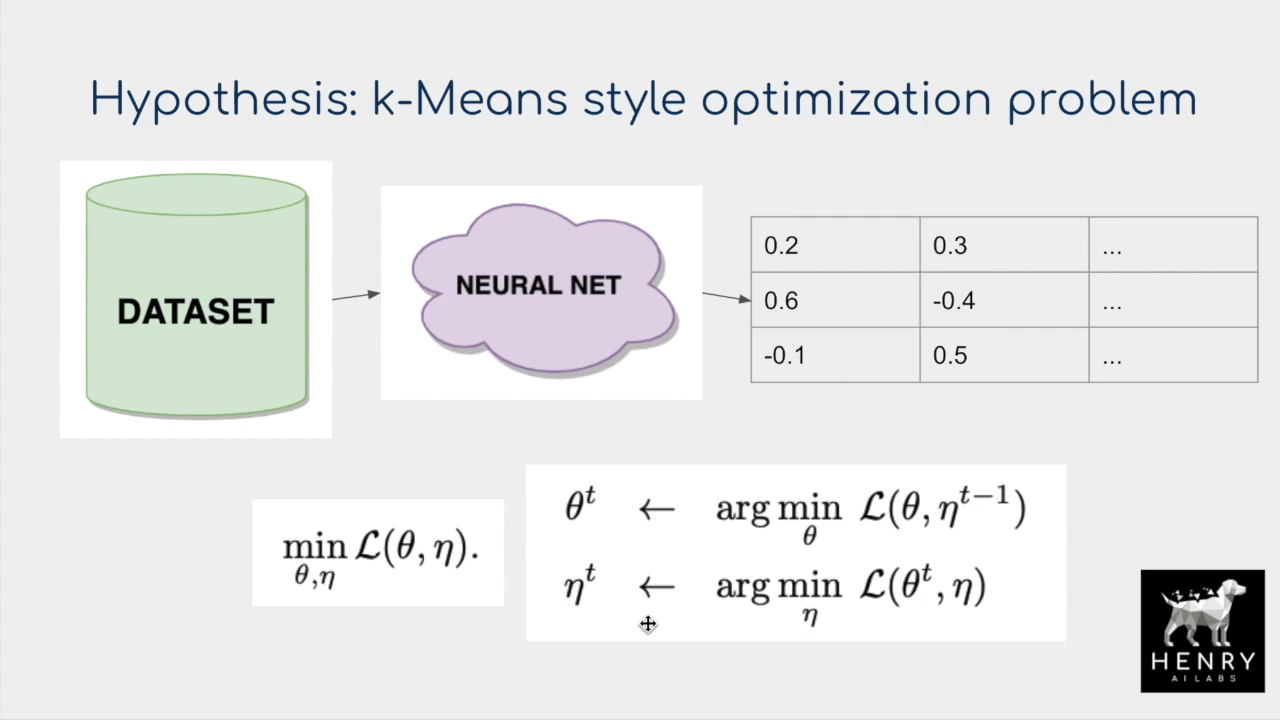 Hypothesis: k-Means style optimization problem
DATASET
NEURAL NET
0.2 0.3 ...
0.6 -0.4 ...
-0.1 0.5 ...
min_{θ,η} ℒ(θ, η).
θ^t ← arg min_θ ℒ(θ, η^{t−1})
η^t ← arg min_η ℒ(θ^t, η)
HENRY
AI LABS